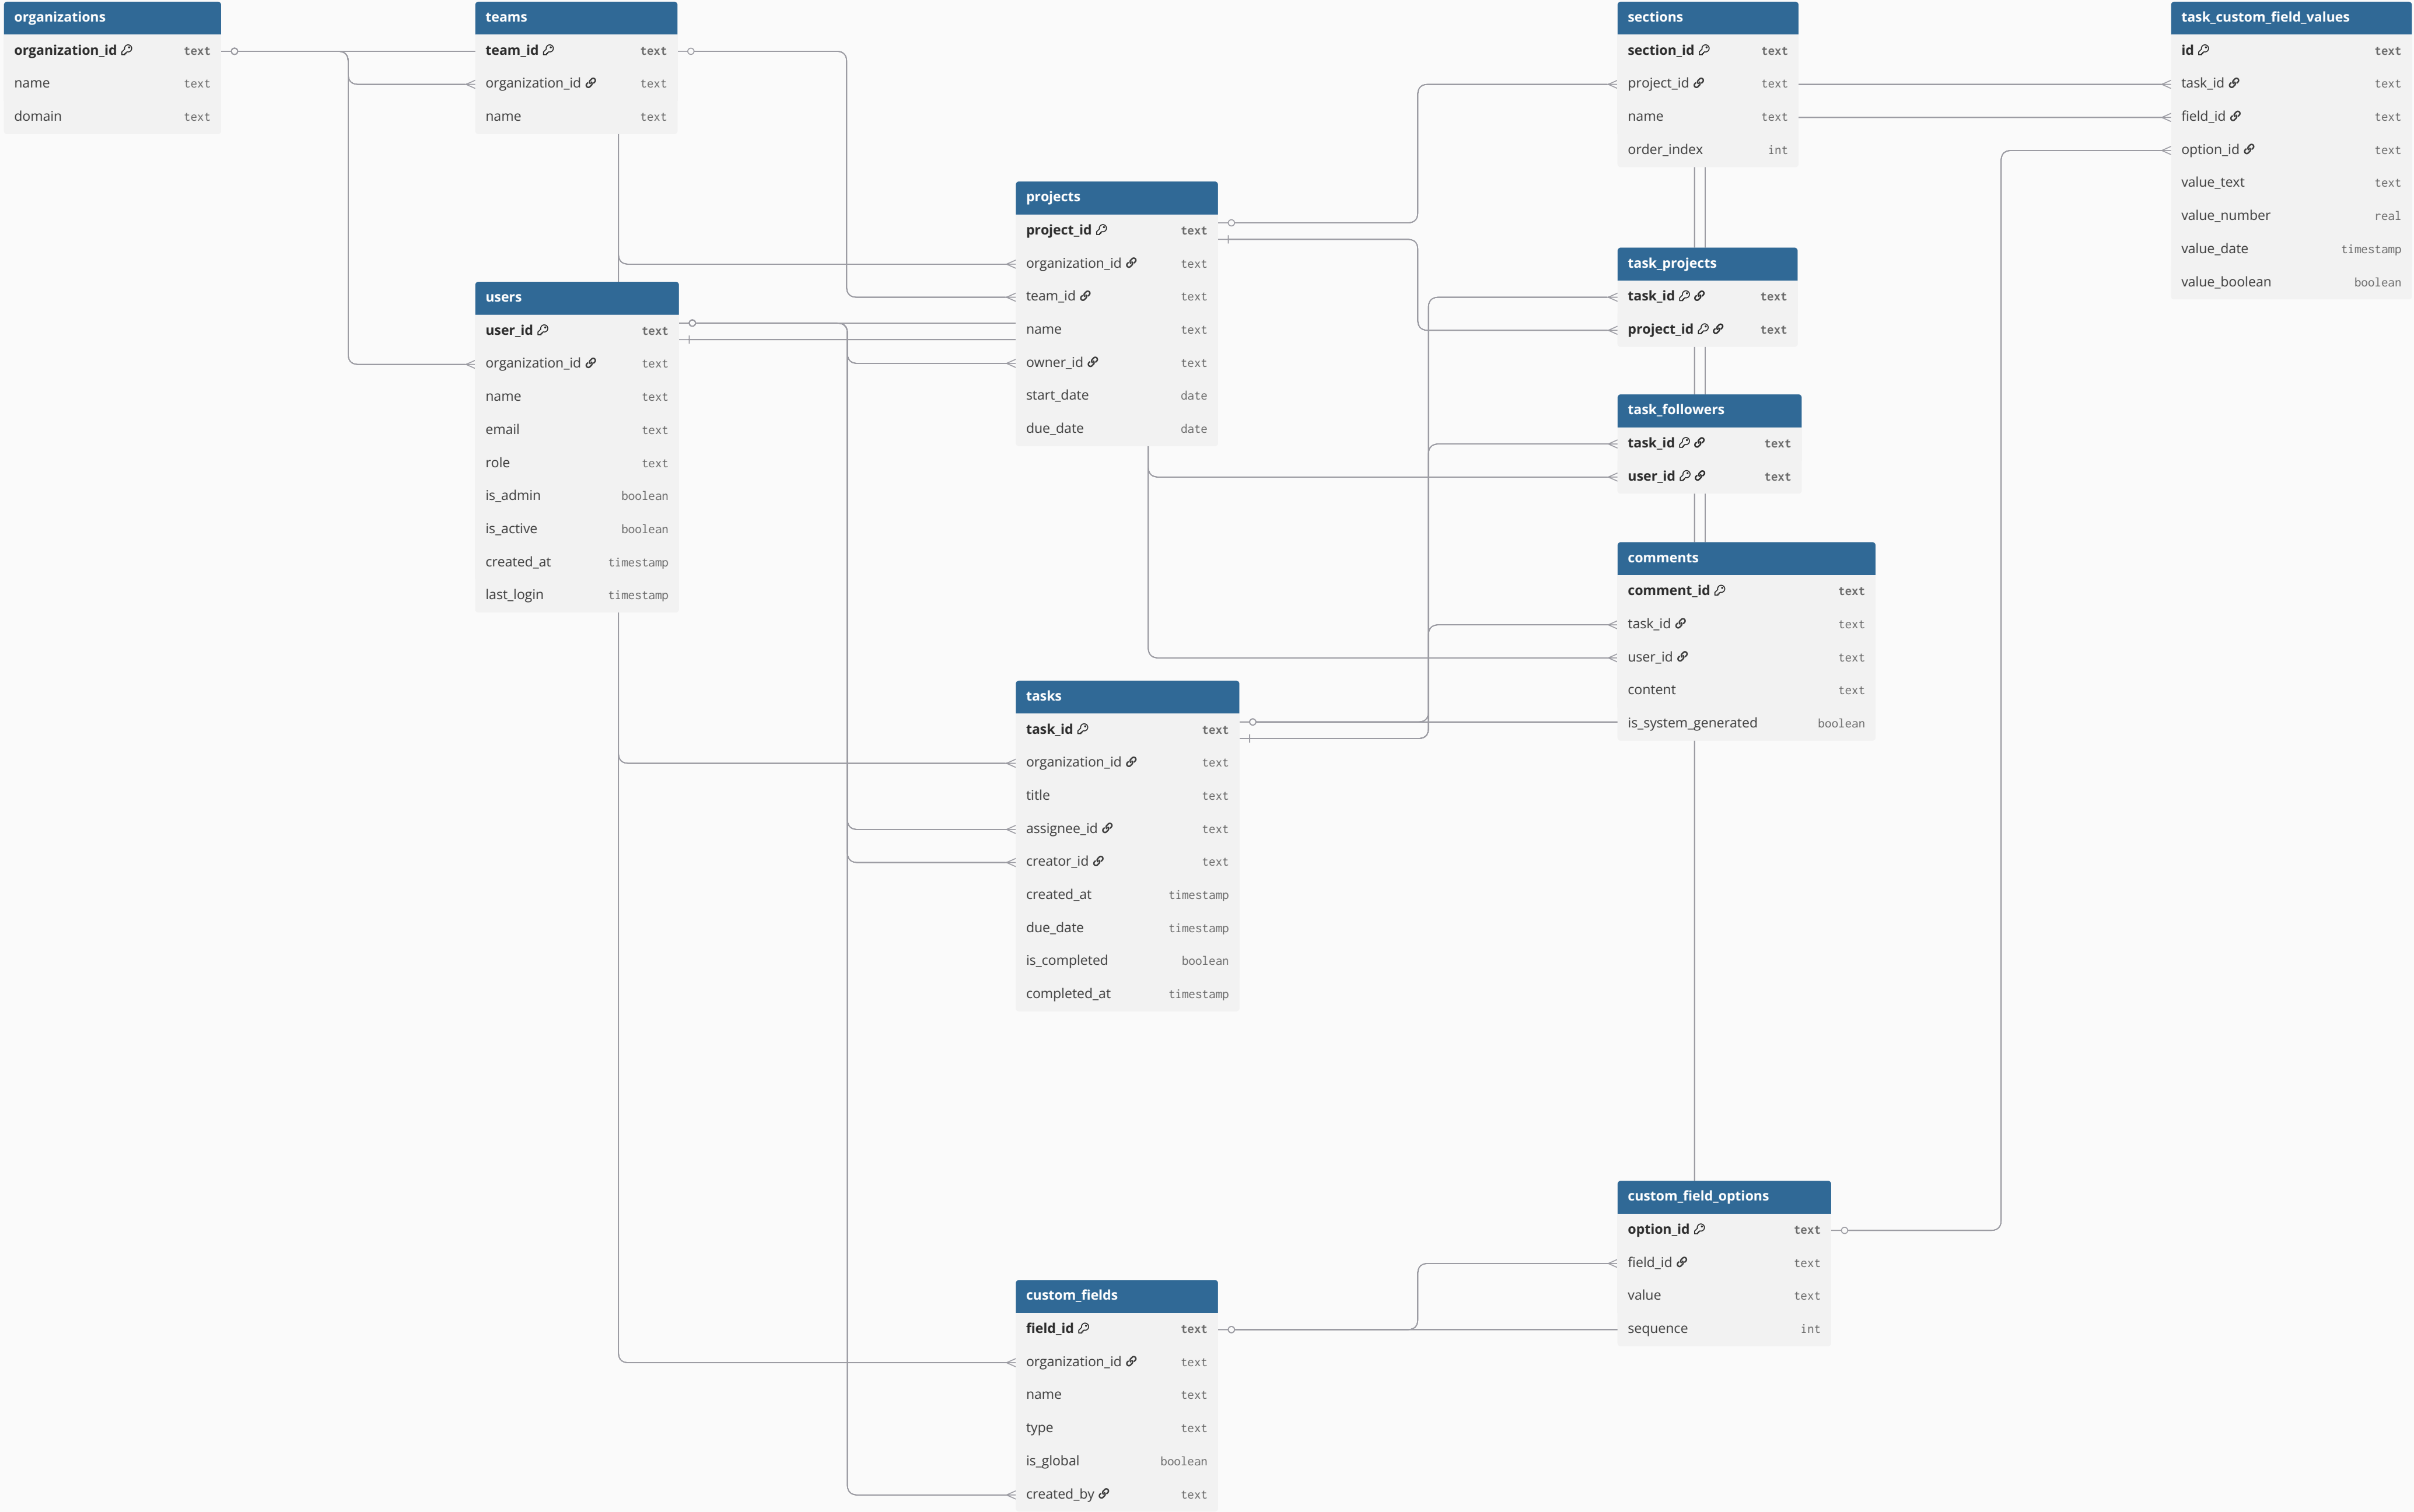 organizations
organization_id text
name text
domain text
teams
team_id text
organization_id text
name text
users
user_id text
organization_id text
name text
email text
role text
is_admin boolean
is_active boolean
created_at timestamp
last_login timestamp
projects
project_id text
organization_id text
team_id text
name text
owner_id text
start_date date
due_date date
tasks
task_id text
organization_id text
title text
assignee_id text
creator_id text
created_at timestamp
due_date timestamp
is_completed boolean
completed_at timestamp
custom_fields
field_id text
organization_id text
name text
type text
is_global boolean
created_by text
sections
section_id text
project_id text
name text
order_index int
task_projects
task_id text
project_id text
task_followers
task_id text
user_id text
comments
comment_id text
task_id text
user_id text
content text
is_system_generated boolean
custom_field_options
option_id text
field_id text
value text
sequence int
task_custom_field_values
id text
task_id text
field_id text
option_id text
value_text text
value_number real
value_date timestamp
value_boolean boolean